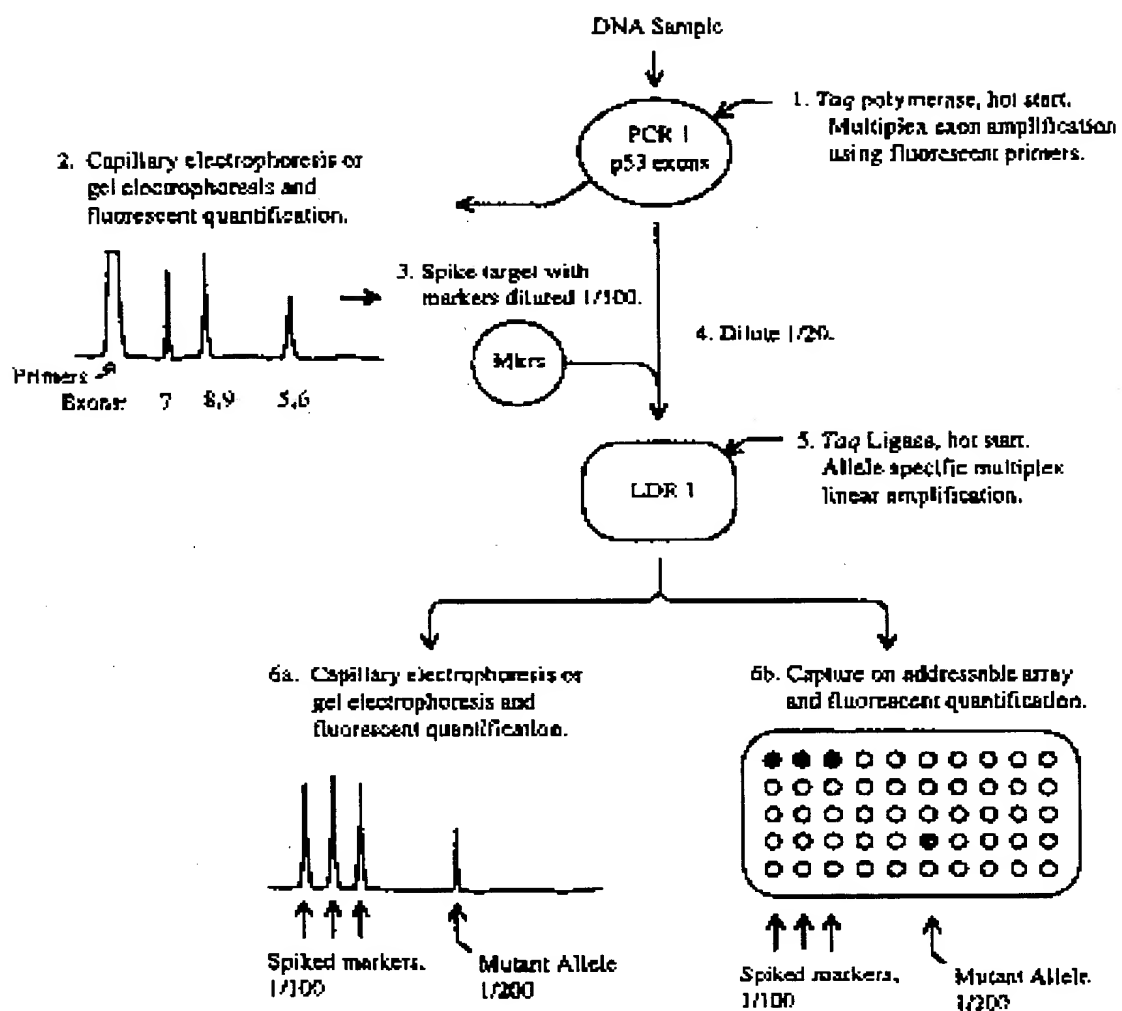 DNA Sample
PCR 1
p53 exons
1. Taq polymerase, hot start.
Multiplex exon amplification
using fluorescent primers.
2. Capillary electrophoresis or
gel electrophoresis and
fluorescent quantification.
3. Spike target with
markers diluted 1/100.
Mkrs
4. Dilute 1/20.
Primers
Exons: 7 8,9 5,6
5. Taq Ligase, hot start.
Allele specific multiplex
linear amplification.
LDR 1
6a. Capillary electrophoresis or
gel electrophoresis and
fluorescent quantification.
Spiked markers,
1/100
Mutant Allele
1/200
6b. Capture on addressable array
and fluorescent quantification.
Spiked markers,
1/100
Mutant Allele
1/200